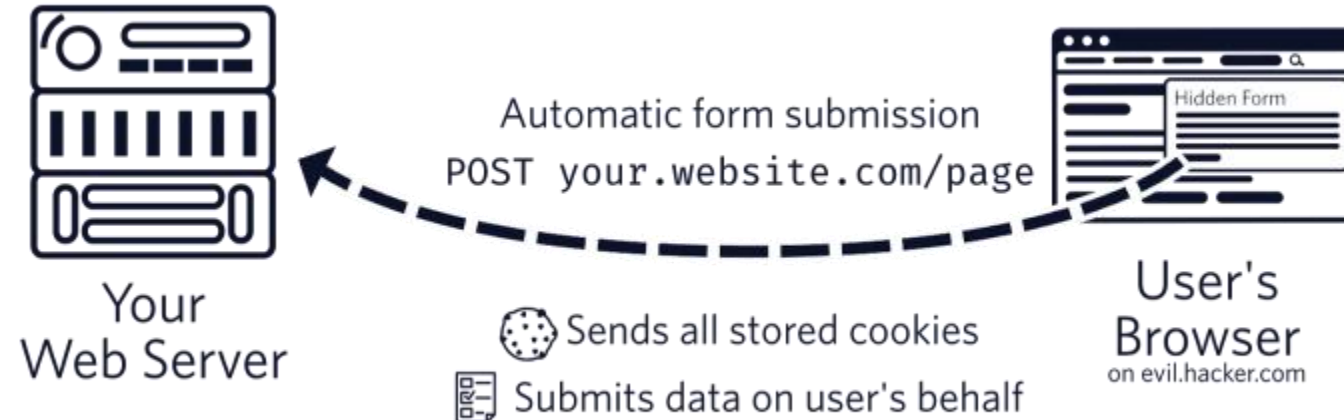 Hidden Form
Automatic form submission
POST your.website.com/page
Your
Web Server
User's
Browser
on evil.hacker.com
Sends all stored cookies
Submits data on user's behalf